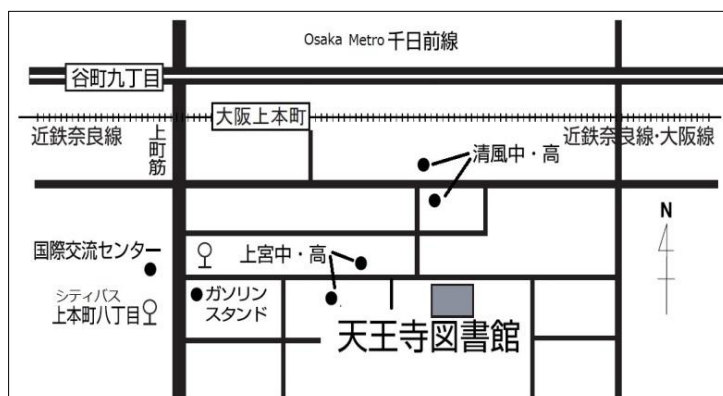 Osaka Metro 千日前線
谷町九丁目
大阪上本町
近鉄奈良線
上町筋
近鉄奈良線・大阪線
清風中・高
N
国際交流センター
上宮中・高
シティバス
上本町八丁目
ガソリン
スタンド
天王寺図書館